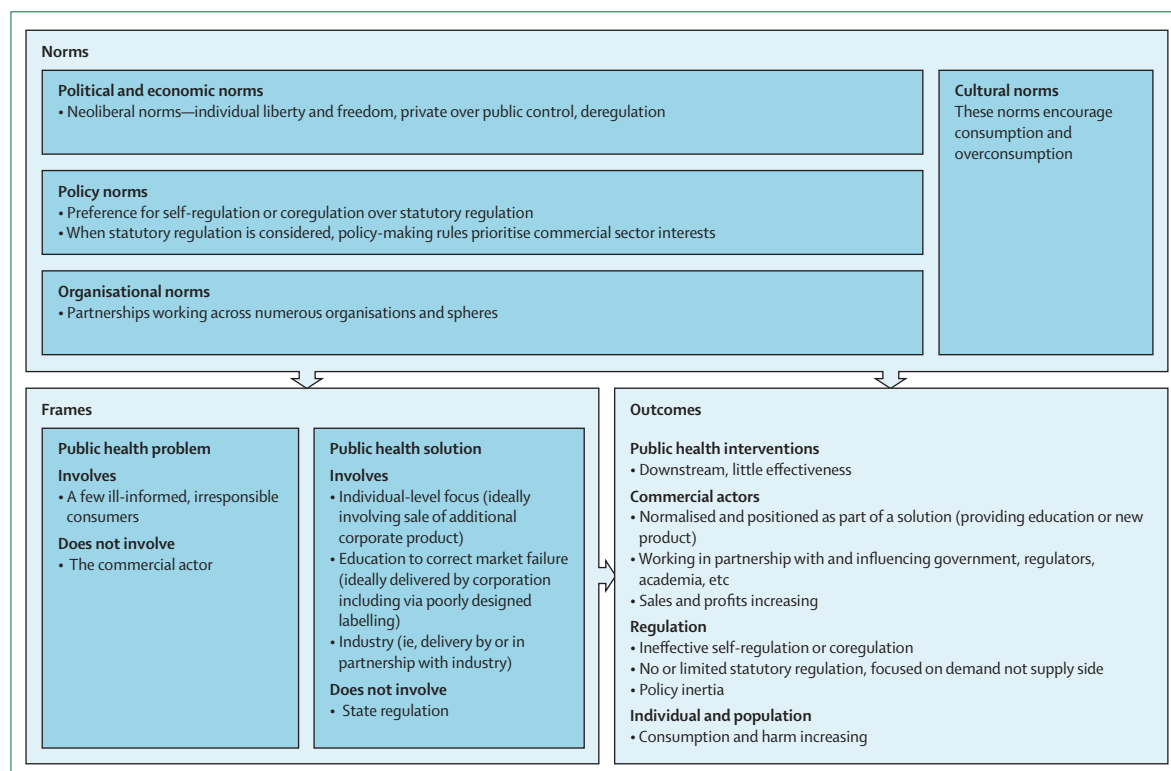 Norms
Political and economic norms
• Neoliberal norms—individual liberty and freedom, private over public control, deregulation
Policy norms
• Preference for self-regulation or coregulation over statutory regulation
• When statutory regulation is considered, policy-making rules prioritise commercial sector interests
Organisational norms
• Partnerships working across numerous organisations and spheres
Cultural norms
These norms encourage
consumption and
overconsumption
Frames
Public health problem
Involves
• A few ill-informed, irresponsible
consumers
Does not involve
• The commercial actor
Public health solution
Involves
• Individual-level focus (ideally
involving sale of additional
corporate product)
• Education to correct market failure
(ideally delivered by corporation
including via poorly designed
labelling)
• Industry (ie, delivery by or in
partnership with industry)
Does not involve
• State regulation
Outcomes
Public health interventions
• Downstream, little effectiveness
Commercial actors
• Normalised and positioned as part of a solution (providing education or new
product)
• Working in partnership with and influencing government, regulators,
academia, etc
• Sales and profits increasing
Regulation
• Ineffective self-regulation or coregulation
• No or limited statutory regulation, focused on demand not supply side
• Policy inertia
Individual and population
• Consumption and harm increasing